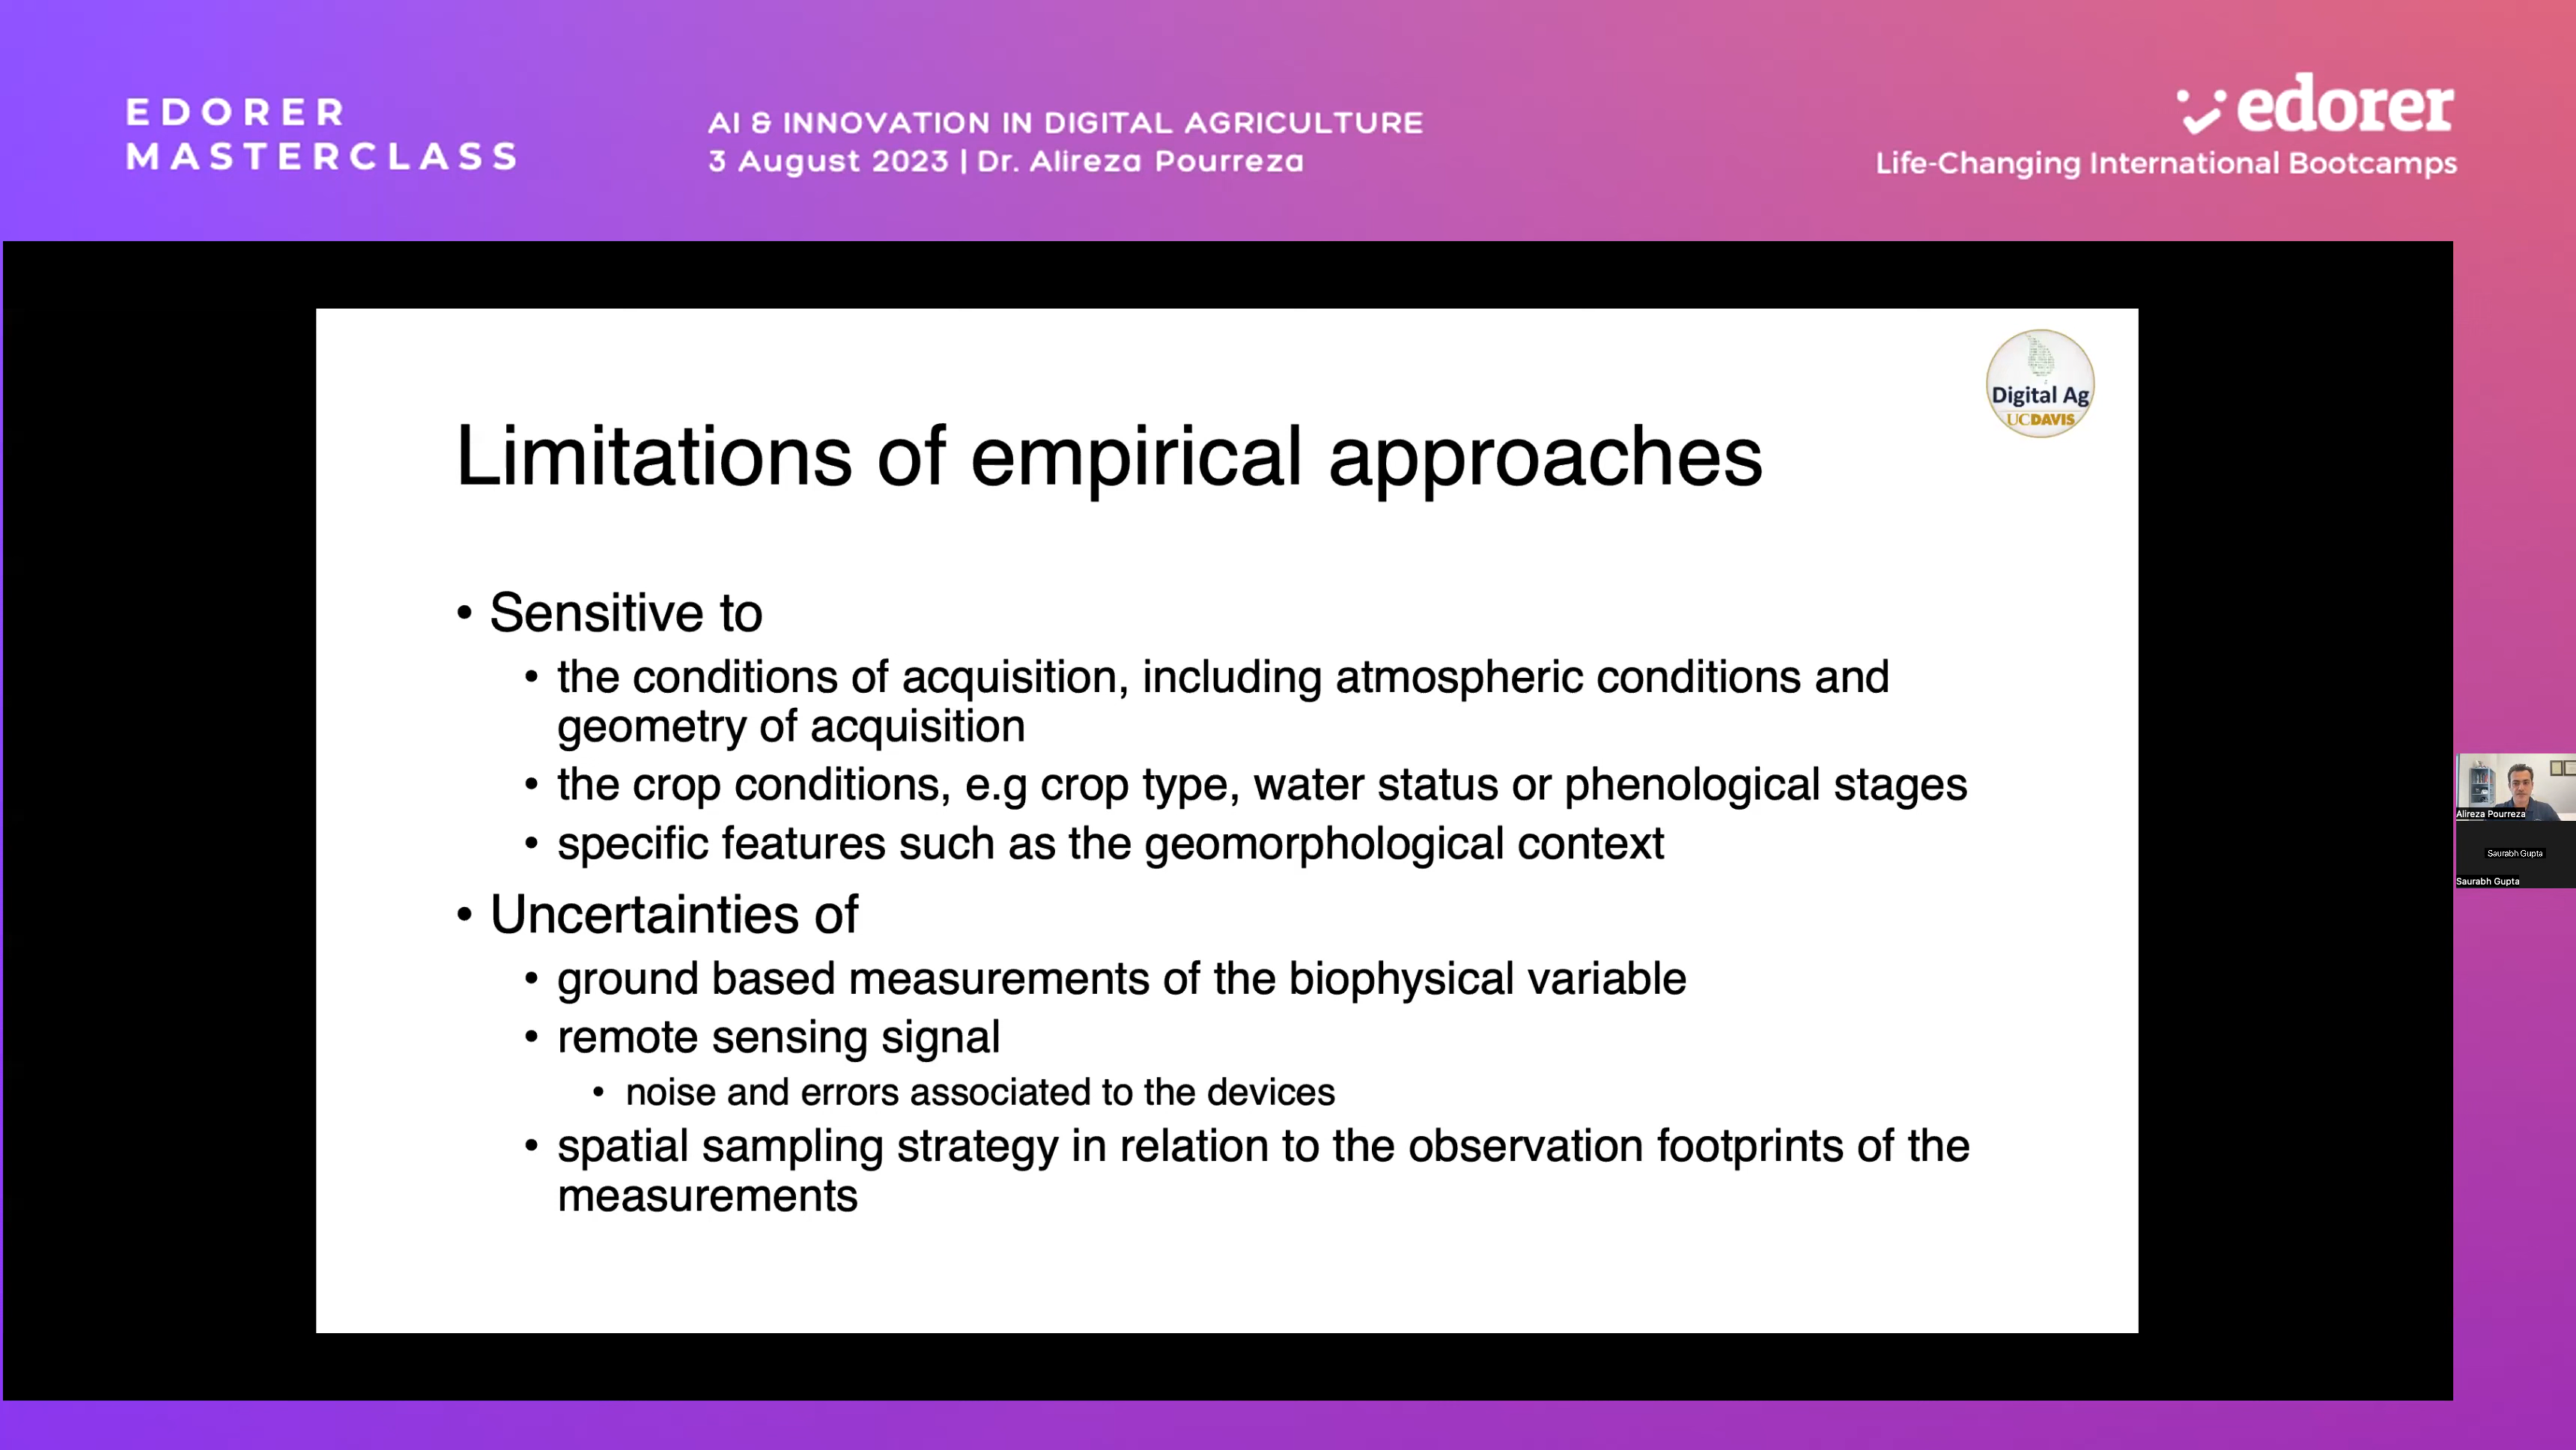 EDORER
MASTERCLASS
AI & INNOVATION IN DIGITAL AGRICULTURE
3 August 2023 | Dr. Alireza Pourreza
edorer
Life-Changing International Bootcamps
Digital Ag
UCDAVIS
Limitations of empirical approaches
• Sensitive to
• the conditions of acquisition, including atmospheric conditions and
geometry of acquisition
• the crop conditions, e.g crop type, water status or phenological stages
• specific features such as the geomorphological context
• Uncertainties of
• ground based measurements of the biophysical variable
• remote sensing signal
• noise and errors associated to the devices
• spatial sampling strategy in relation to the observation footprints of the
measurements
Alireza Pourreza
Saurabh Gupta
Saurabh Gupta